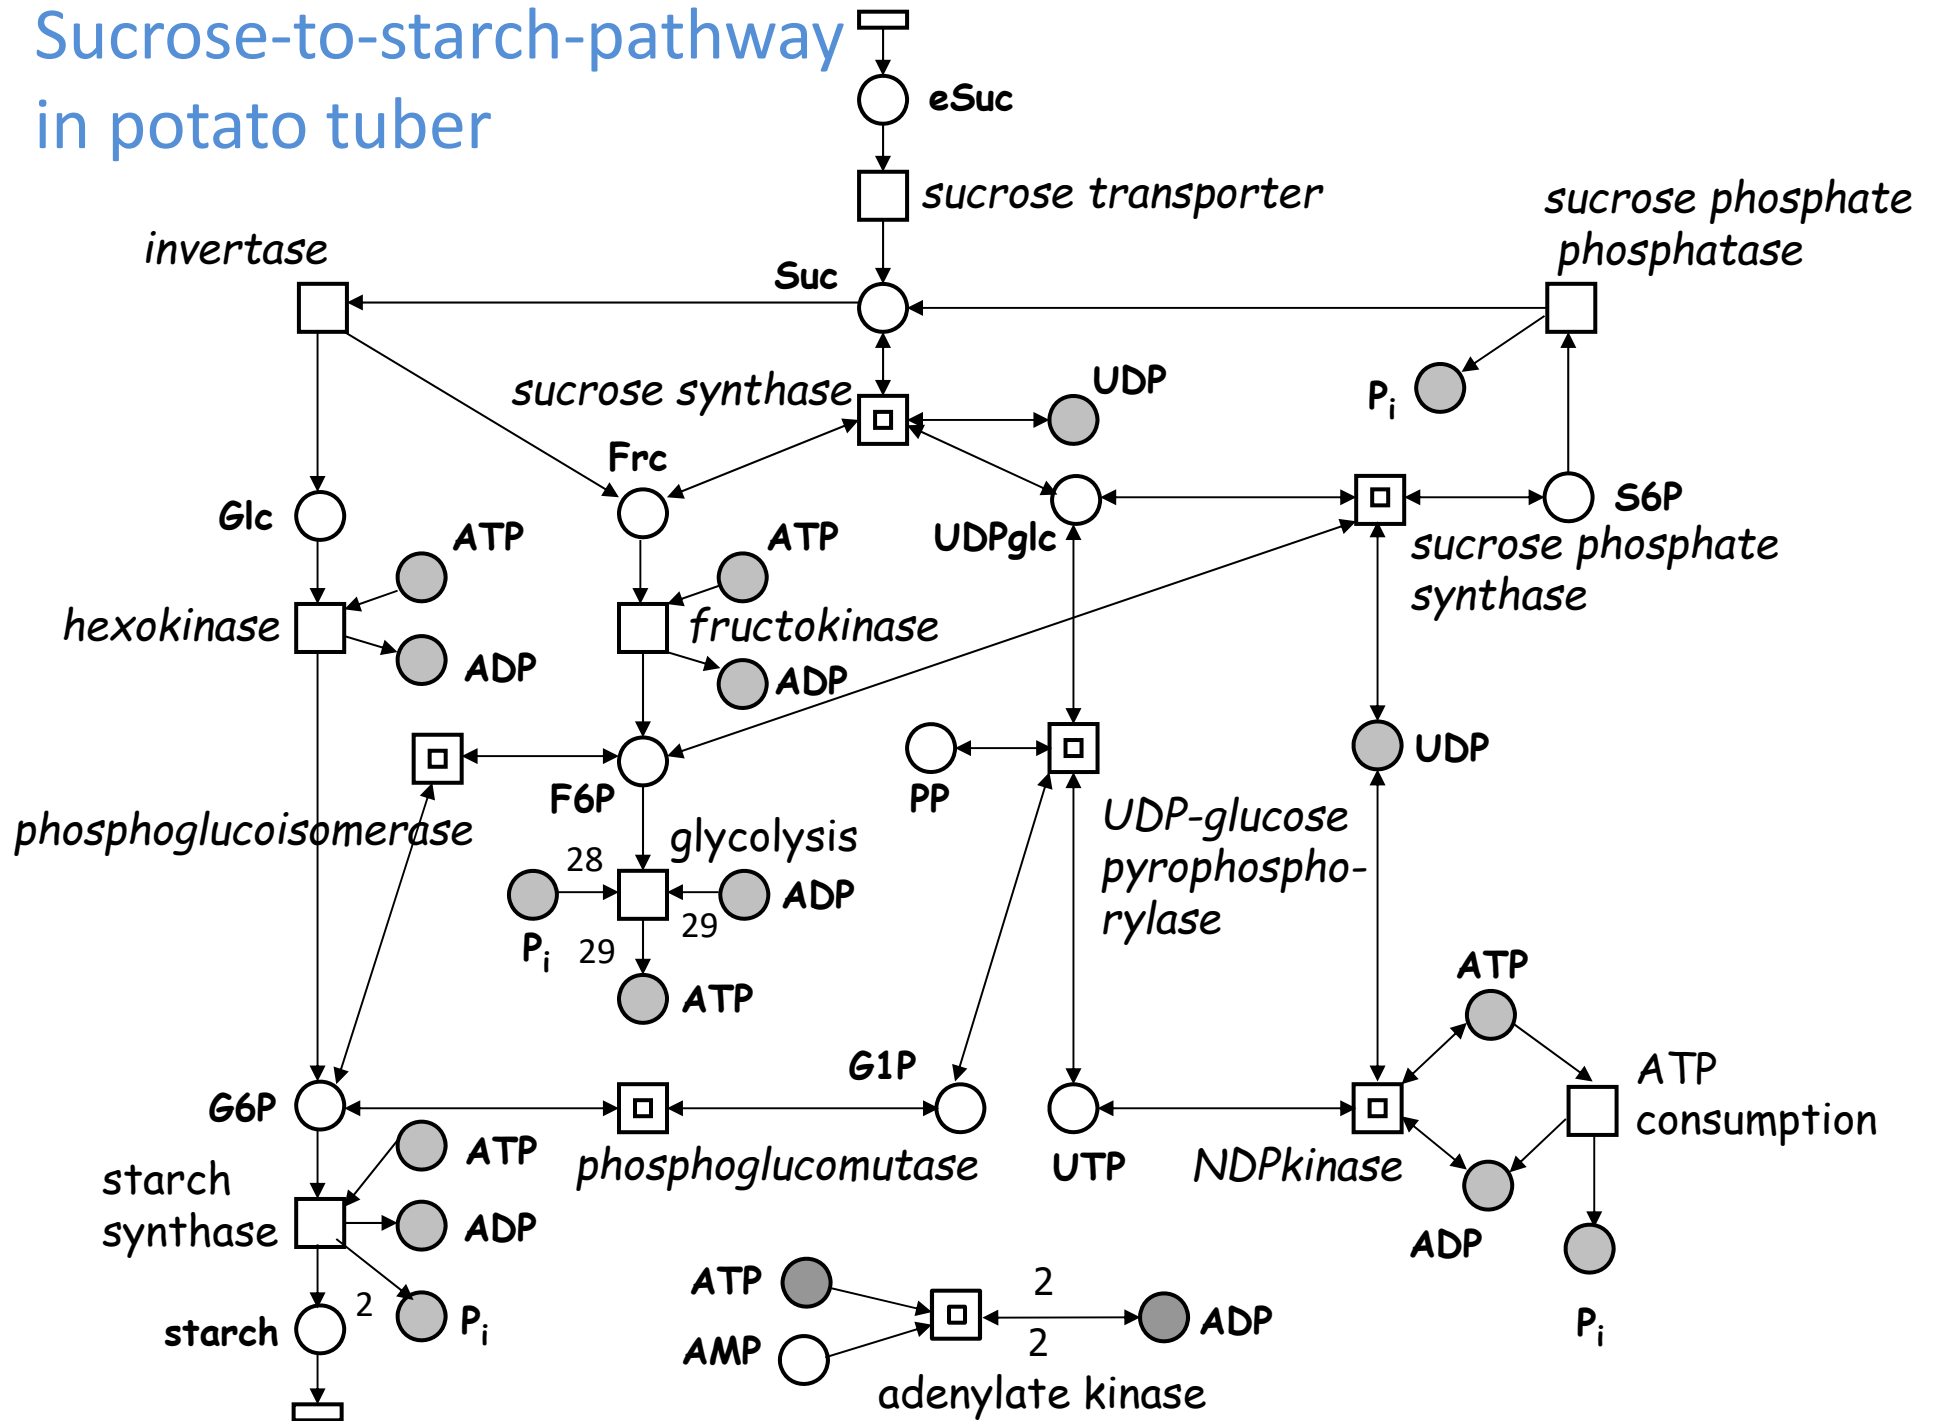 Sucrose-to-starch-pathway
in potato tuber
eSuc
sucrose transporter
sucrose phosphate
phosphatase
invertase
Suc
sucrose synthase
UDP
Pi
Frc
Glc
ATP
ATP
UDPglc
S6P
sucrose phosphate
synthase
hexokinase
fructokinase
ADP
ADP
UDP
F6P
PP
phosphoglucoisomerase
glycolysis
UDP-glucose
pyrophospho-
rylase
28
ADP
29
Pi
29
ATP
ATP
G1P
ATP
consumption
G6P
ATP
phosphoglucomutase
UTP
NDPkinase
starch
synthase
ADP
ADP
ATP
2
2
Pi
starch
AMP
2
ADP
Pi
adenylate kinase